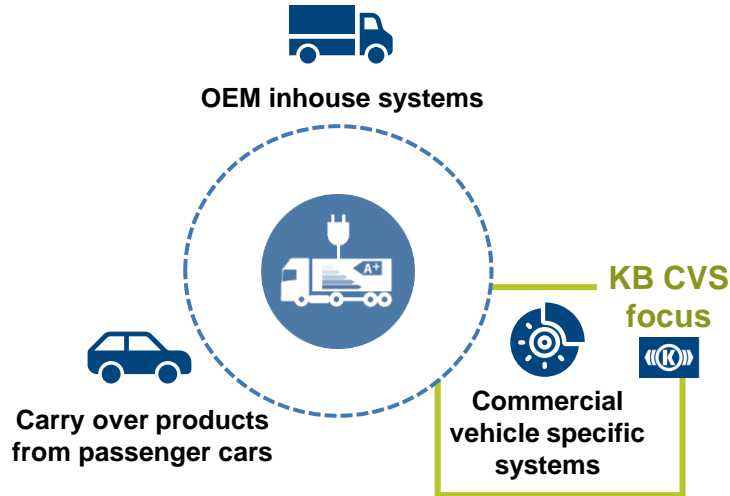 OEM inhouse systems
A+
KB CVS
focus
K
Carry over products
from passenger cars
Commercial
vehicle specific
systems